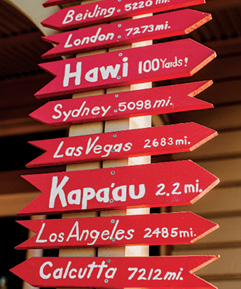 Beijing 5220 mi.
London · 7273 mi.
Hawi 100 Yards!
Sydney · 5098 mi.
Las Vegas 2683 mi.
Kapa'au 2.2 mi.
Los Angeles 2485 mi.
Calcutta 7212 mi.